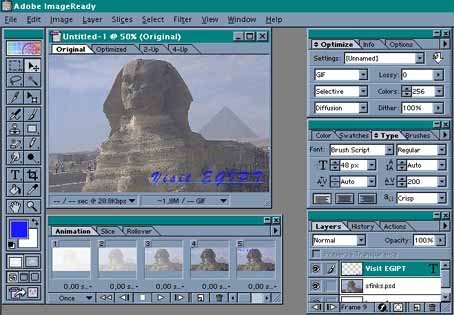 Adobe ImageReady
File Edit Image Layer Slices Select Filter View Window Help
Untitled-1 @ 50% (Original)
Original Optimized 2-Up 4-Up
Visit EGIPT
-- / -- sec @ 28.8Kbps
-1,8M / -- GIF
Animation Slice Rollover
1 2 3 4 5
0,00 s. 0,00 s. 0,00 s. 0,00 s. 0,00 s.
Once
Optimize Info Options
Settings: [Unnamed]
GIF Lossy: 0
Selective Colors: 256
Diffusion Dither: 100%
Color Swatches Type Brushes
Font: Brush Script Regular
48 px Auto
Auto 200
Crisp
Layers History Actions
Normal Opacity: 100%
Preserve Transparency
Visit EGIPT
sfinks.psd
Frame 9